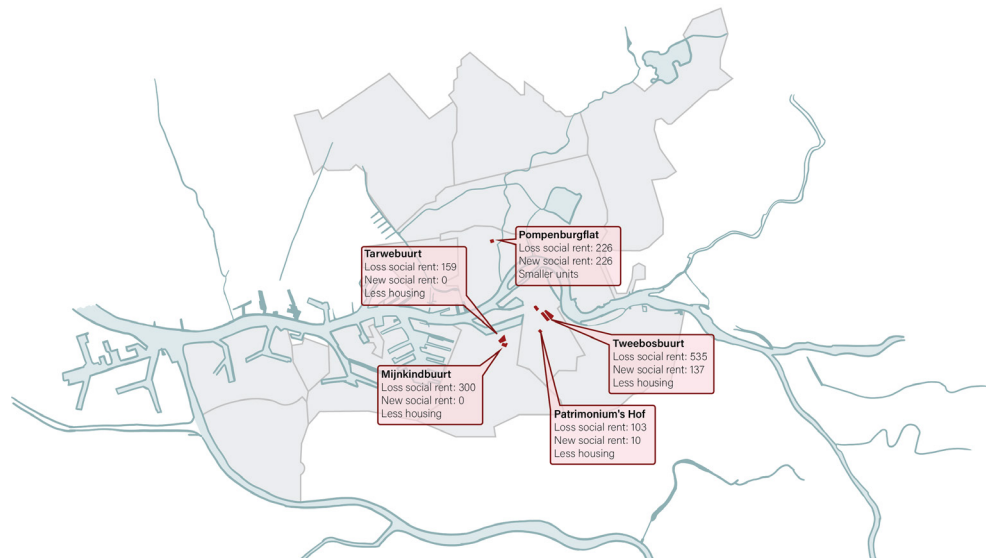 Pompenburgflat
Loss social rent: 226
New social rent: 226
Smaller units
Tarwebuurt
Loss social rent: 159
New social rent: 0
Less housing
Tweebosbuurt
Loss social rent: 535
New social rent: 137
Less housing
Mijnkindbuurt
Loss social rent: 300
New social rent: 0
Less housing
Patrimonium's Hof
Loss social rent: 103
New social rent: 10
Less housing